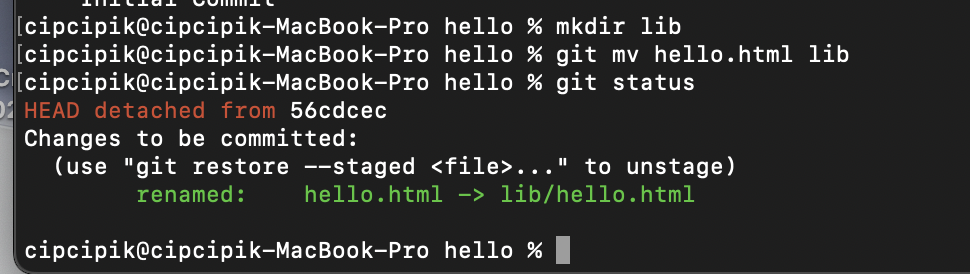 Initial Commit
[cipcipik@cipcipik-MacBook-Pro hello % mkdir lib
[cipcipik@cipcipik-MacBook-Pro hello % git mv hello.html lib
[cipcipik@cipcipik-MacBook-Pro hello % git status
HEAD detached from 56cdcec
Changes to be committed:
  (use "git restore --staged <file>..." to unstage)
        renamed:    hello.html -> lib/hello.html

cipcipik@cipcipik-MacBook-Pro hello %